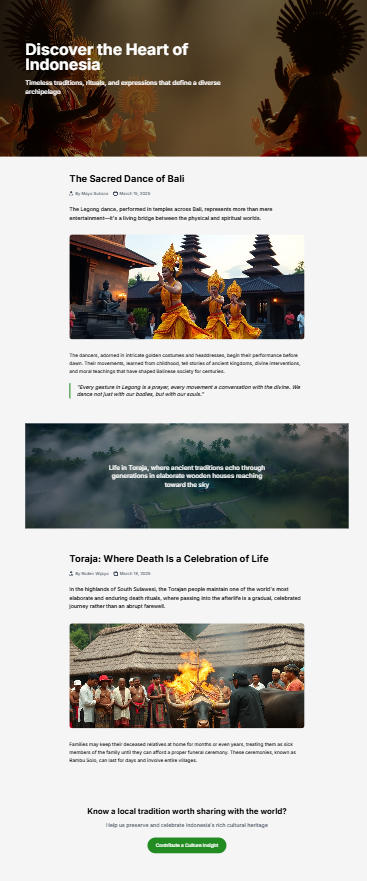 Discover the Heart of
Indonesia
Timeless traditions, rituals, and expressions that define a diverse
archipelago
The Sacred Dance of Bali
By Maya Sutara March 15, 2025
The Legong dance, performed in temples across Bali, represents more than mere
entertainment—it's a living bridge between the physical and spiritual worlds.
The dancers, adorned in intricate golden costumes and headdresses, begin their performance before
dawn. Their movements, learned from childhood, tell stories of ancient kingdoms, divine interventions,
and moral teachings that have shaped Balinese society for centuries.
"Every gesture in Legong is a prayer, every movement a conversation with the divine. We
dance not just with our bodies, but with our souls."
Life in Toraja, where ancient traditions echo through
generations in elaborate wooden houses reaching
toward the sky
Toraja: Where Death Is a Celebration of Life
By Wijaya March 2025
In the highlands of South Sulawesi, the Torajan people maintain one of the world's most
elaborate and enduring death rituals, where passing into the afterlife is a gradual, celebrated
journey rather than an abrupt farewell.
Families may keep their deceased relatives at home for months or even years, treating them as sick
members of the family until they can afford a proper funeral ceremony. These ceremonies, known as
Rambu Solo, can last for days and involve entire villages.
Know a local tradition worth sharing with the world?
Help us preserve and celebrate Indonesia's rich cultural heritage
Contribute a Culture Insight